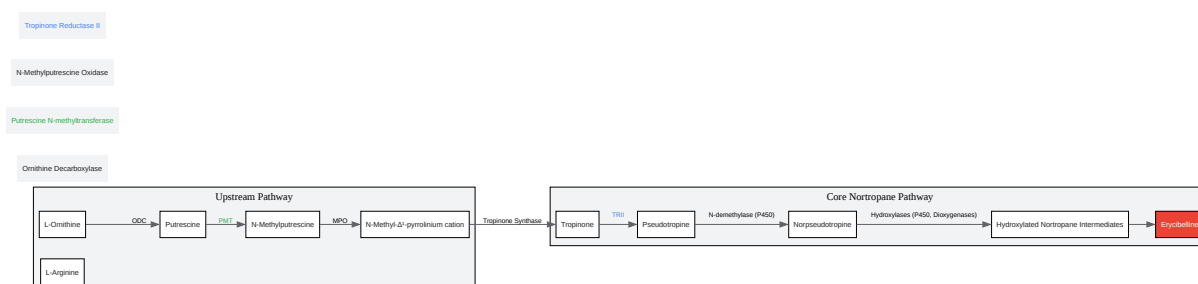 Tropinone Reductase II
N-Methylputrescine Oxidase
Putrescine N-methyltransferase
Ornithine Decarboxylase
Upstream Pathway
L-Ornithine
ODC
Putrescine
PMT
N-Methylputrescine
MPO
N-Methyl-Δ¹-pyrrolinium cation
L-Arginine
Tropinone Synthase
Core Nortropane Pathway
Tropinone
TRII
Pseudotropine
N-demethylase (P450)
Norpseudotropine
Hydroxylases (P450, Dioxygenases)
Hydroxylated Nortropane Intermediates
Erycibelline